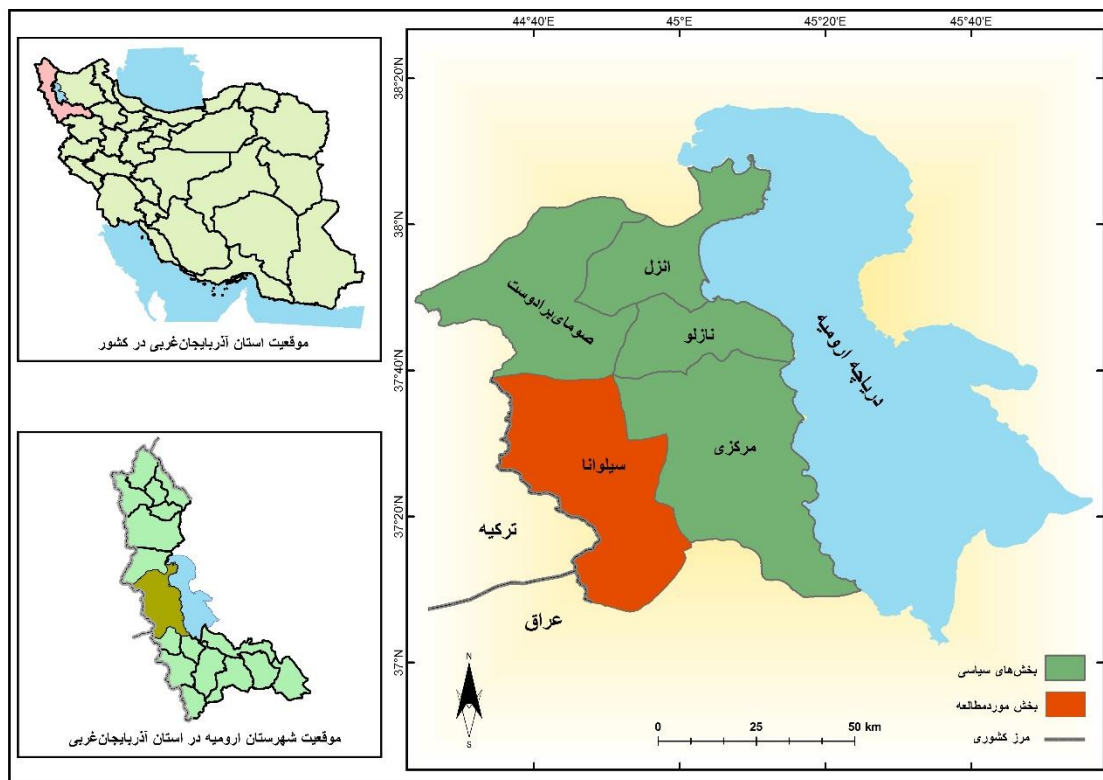 موقعیت استان آذربایجان‌غربی در کشور
موقعیت شهرستان ارومیه در استان آذربایجان‌غربی
44°40'E
45°E
45°20'E
45°40'E
38°20'N
38°N
37°40'N
37°20'N
37°N
انزل
صومای‌برادوست
نازلو
دریاچه ارومیه
مرکزی
سیلوانا
ترکیه
عراق
N
S
0 25 50 km
بخش‌های سیاسی
بخش موردمطالعه
مرز کشوری